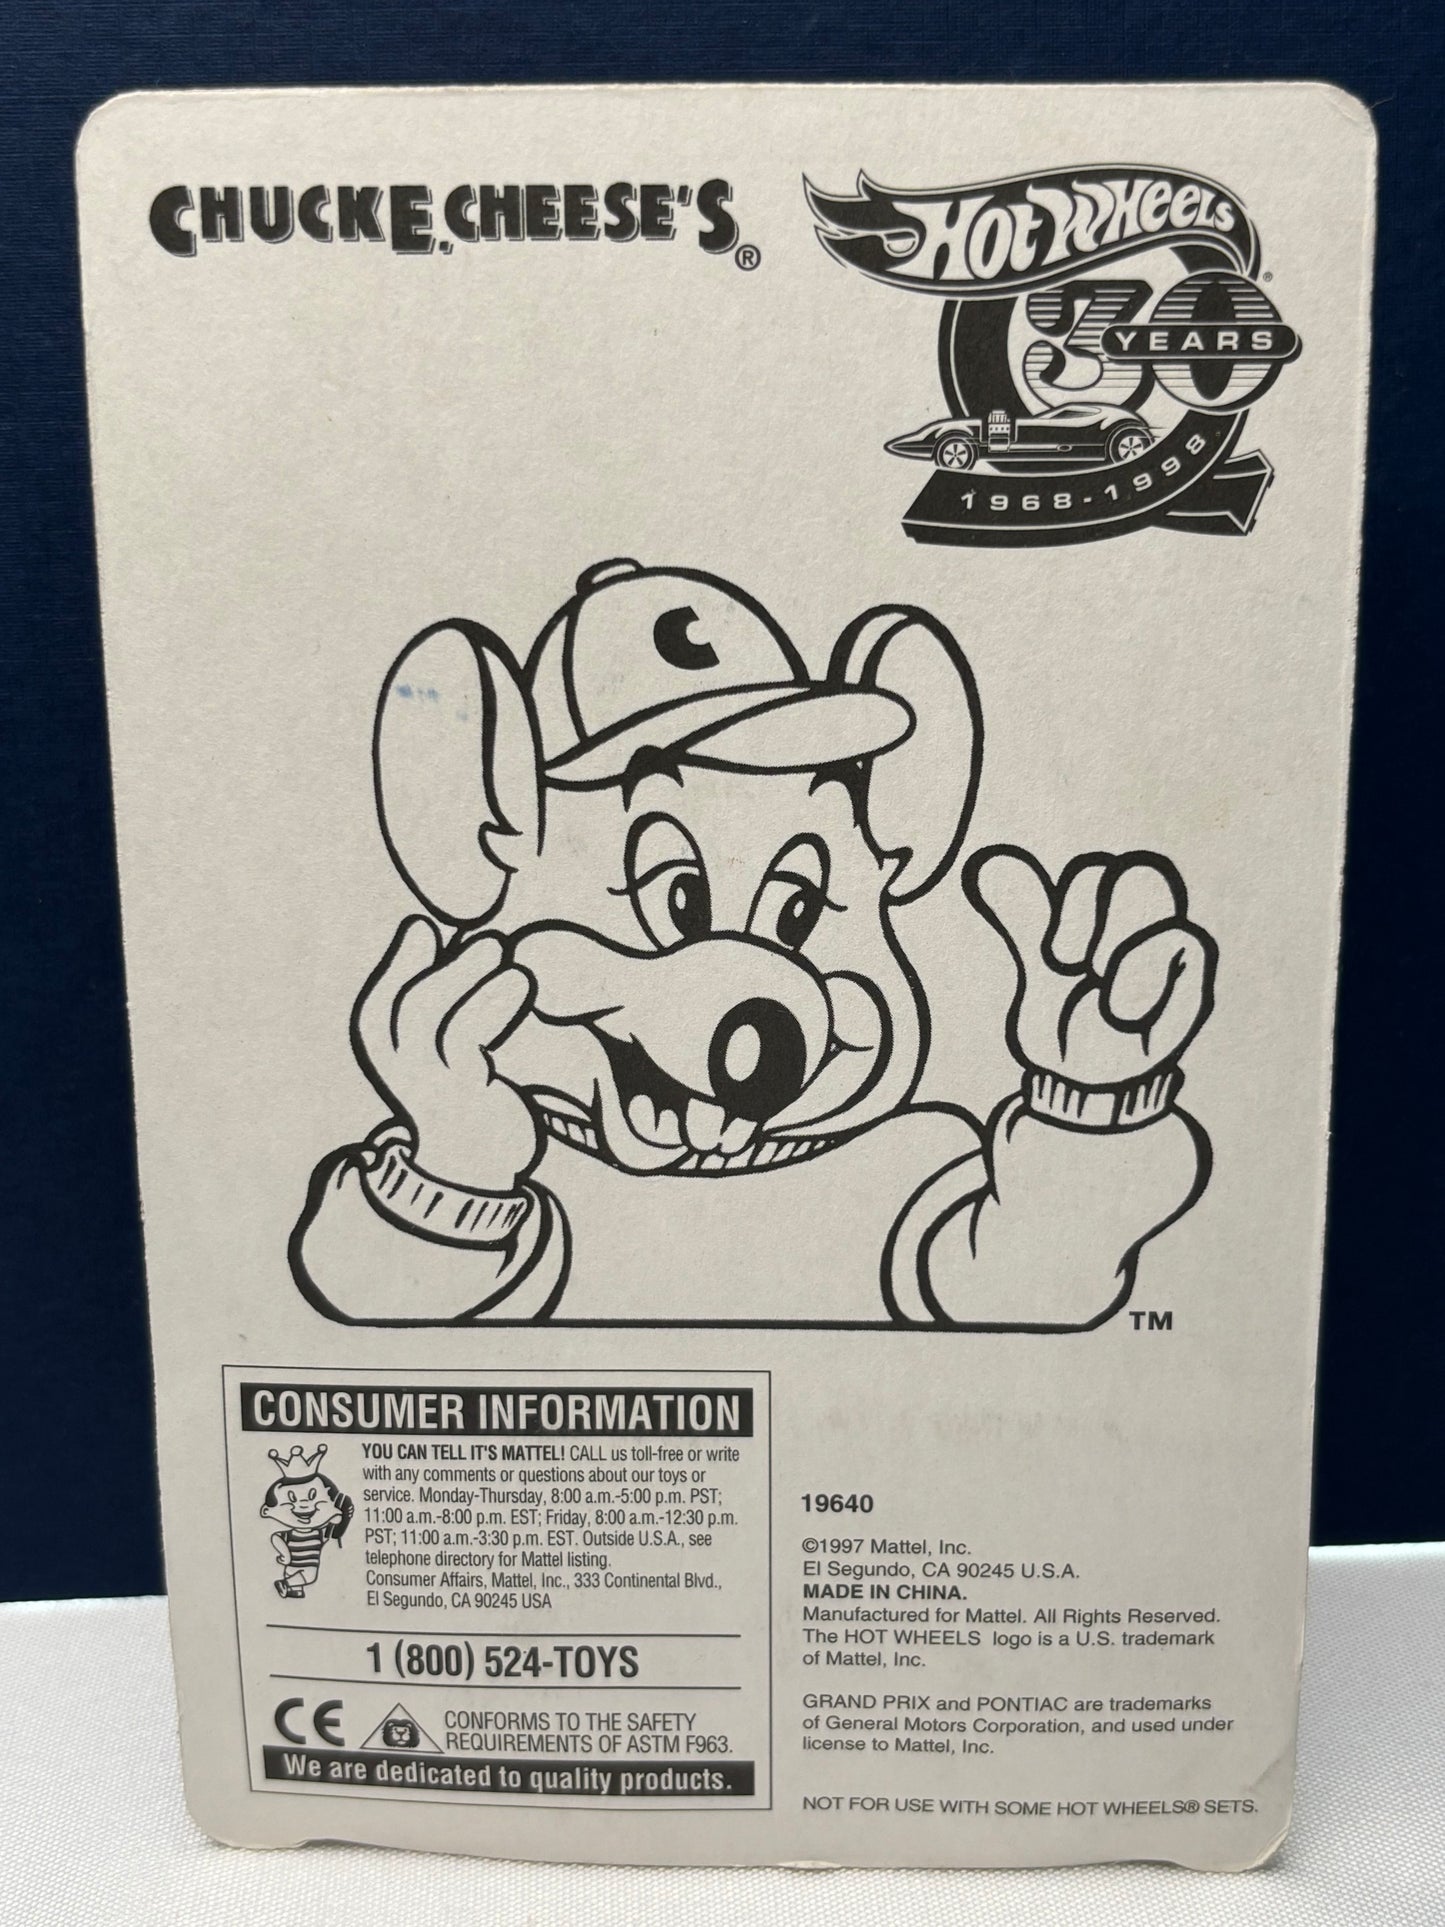 CHUCK E. CHEESE'S®
HOT WHEELS®
30
YEARS
1968-1998
C
TM
CONSUMER INFORMATION
YOU CAN TELL IT'S MATTEL! CALL us toll-free or write
with any comments or questions about our toys or
service. Monday-Thursday, 8:00 a.m.-5:00 p.m. PST;
11:00 a.m.-8:00 p.m. EST; Friday, 8:00 a.m.-12:30 p.m.
PST; 11:00 a.m.-3:30 p.m. EST. Outside U.S.A., see
telephone directory for Mattel listing.
Consumer Affairs, Mattel, Inc., 333 Continental Blvd.,
El Segundo, CA 90245 USA
1 (800) 524-TOYS
CE
CONFORMS TO THE SAFETY
REQUIREMENTS OF ASTM F963.
We are dedicated to quality products.
19640
©1997 Mattel, Inc.
El Segundo, CA 90245 U.S.A.
MADE IN CHINA.
Manufactured for Mattel. All Rights Reserved.
The HOT WHEELS logo is a U.S. trademark
of Mattel, Inc.
GRAND PRIX and PONTIAC are trademarks
of General Motors Corporation, and used under
license to Mattel, Inc.
NOT FOR USE WITH SOME HOT WHEELS® SETS.